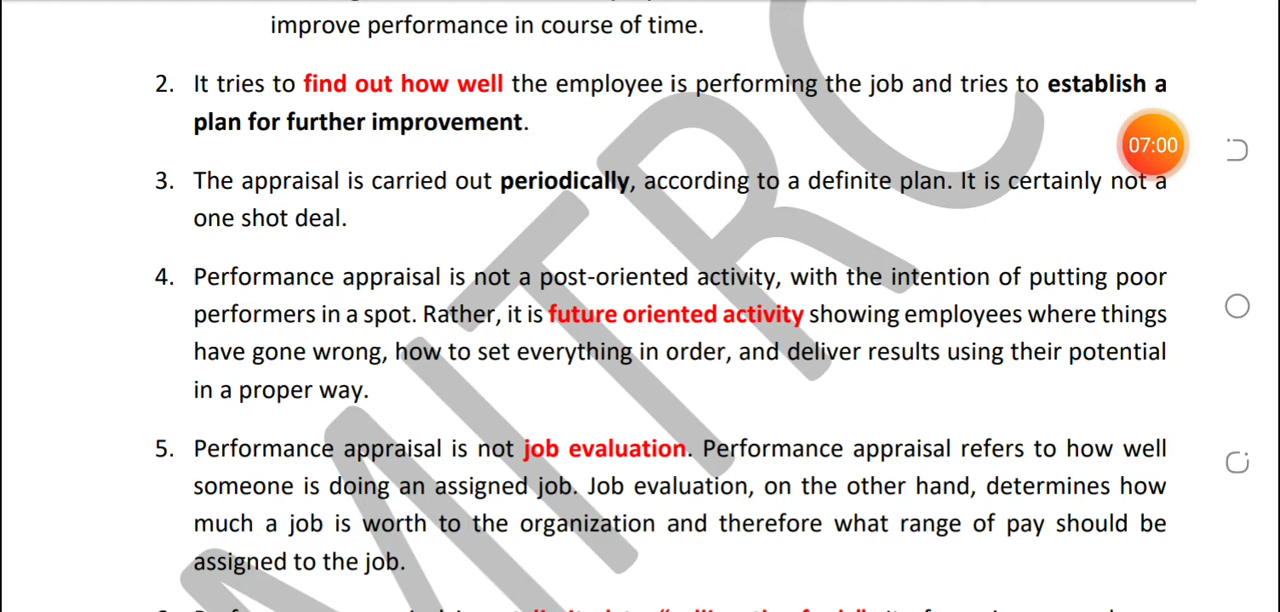 improve performance in course of time.
2. It tries to find out how well the employee is performing the job and tries to establish a
plan for further improvement.
07:00
3. The appraisal is carried out periodically, according to a definite plan. It is certainly not a
one shot deal.
4. Performance appraisal is not a post-oriented activity, with the intention of putting poor
performers in a spot. Rather, it is future oriented activity showing employees where things
have gone wrong, how to set everything in order, and deliver results using their potential
in a proper way.
5. Performance appraisal is not job evaluation. Performance appraisal refers to how well
someone is doing an assigned job. Job evaluation, on the other hand, determines how
much a job is worth to the organization and therefore what range of pay should be
assigned to the job.
MITRC